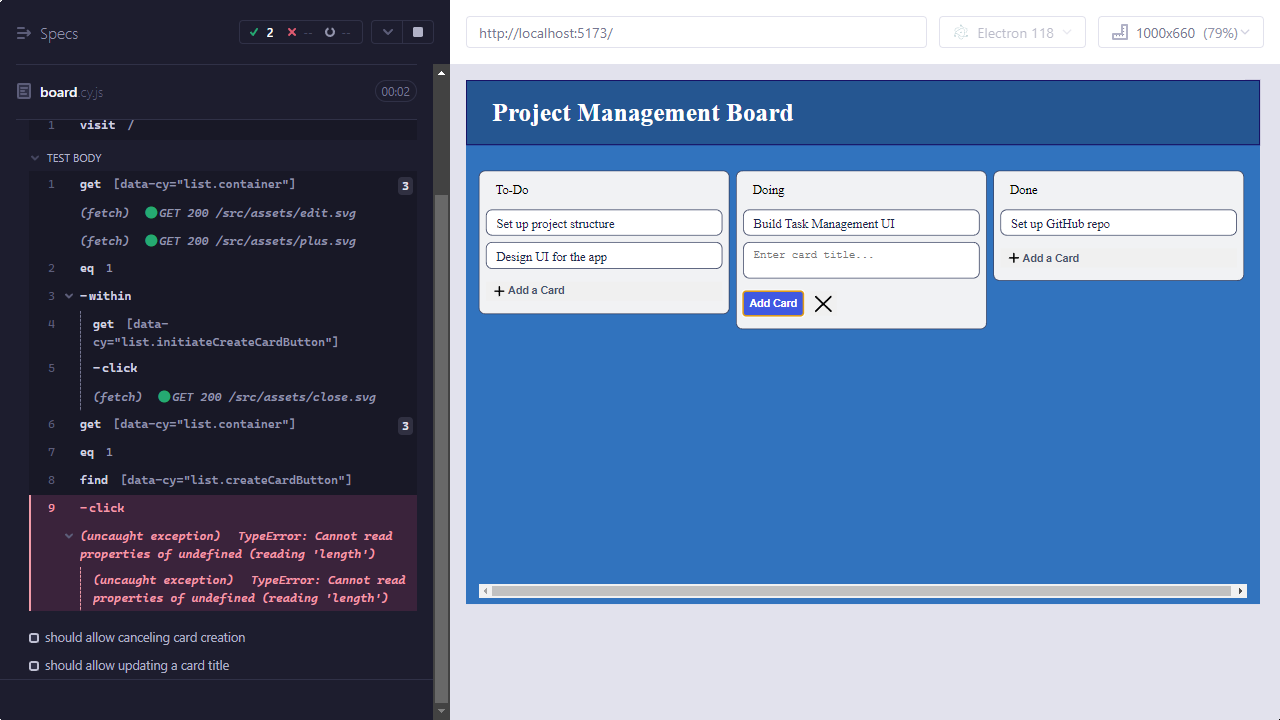 Specs
2
--
--
board.cy.js
00:02
1 visit /
TEST BODY
1 get [data-cy="list.container"] 3
(fetch) GET 200 /src/assets/edit.svg
(fetch) GET 200 /src/assets/plus.svg
2 eq 1
3 -within
4 get [data-
cy="list.initiateCreateCardButton"]
5 -click
(fetch) GET 200 /src/assets/close.svg
6 get [data-cy="list.container"] 3
7 eq 1
8 find [data-cy="list.createCardButton"]
9 -click
(uncaught exception) TypeError: Cannot read
properties of undefined (reading 'length')
(uncaught exception) TypeError: Cannot read
properties of undefined (reading 'length')
should allow canceling card creation
should allow updating a card title
http://localhost:5173/
Electron 118
1000x660 (79%)
Project Management Board
To-Do
Set up project structure
Design UI for the app
Add a Card
Doing
Build Task Management UI
Enter card title...
Add Card
Done
Set up GitHub repo
Add a Card